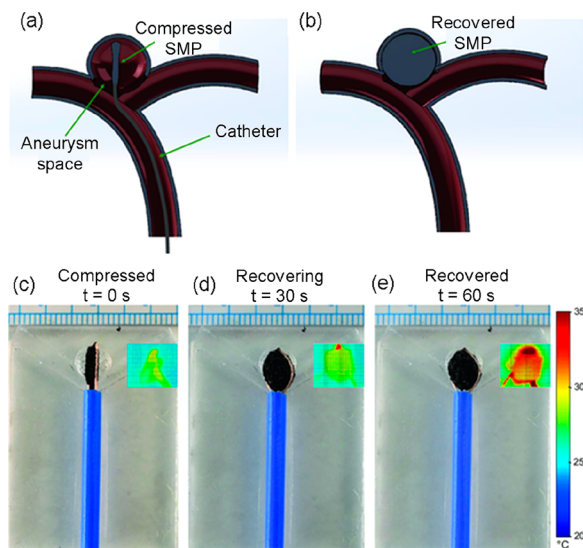 (a)
Compressed
SMP
Aneurysm
space
Catheter
(b)
Recovered
SMP
(c)
Compressed
t = 0 s
(d)
Recovering
t = 30 s
(e)
Recovered
t = 60 s
35
30
25
20
°C